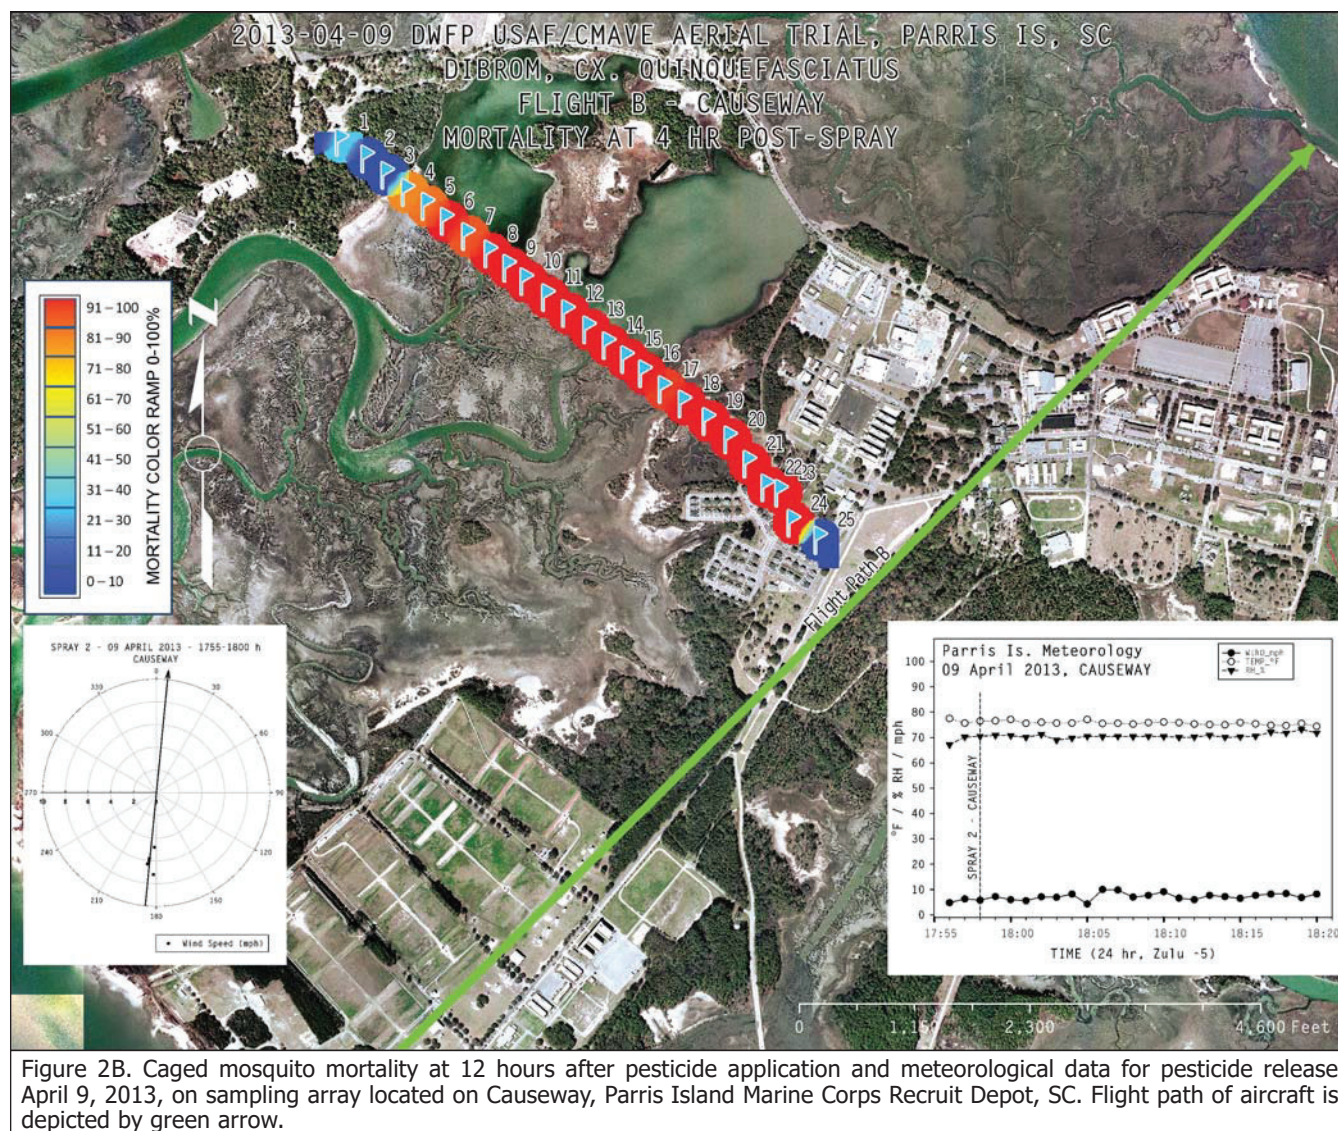 2013-04-09 DWFP USAF/CMAVE AERIAL TRIAL, PARRIS IS, SC
DIBROM, CX. QUINQUEFASCIATUS
FLIGHT B - CAUSEWAY
MORTALITY AT 4 HR POST-SPRAY
1
2
3
4
5
6
7
8
9
10
11
12
13
14
15
16
17
18
19
20
21
22
23
24
25
Flight Path B
MORTALITY COLOR RAMP 0-100%
91–100
81–90
71–80
61–70
51–60
41–50
31–40
21–30
11–20
0–10
SPRAY 2 - 09 APRIL 2013 - 1755-1800 h
CAUSEWAY
0
30
60
90
120
150
180
210
240
270
300
330
10 8 6 4 2
• Wind Speed (mph)
Parris Is. Meteorology
09 April 2013, CAUSEWAY
WIND_mph
TEMP_°F
RH_%
°F / % RH / mph
100
90
80
70
60
50
40
30
20
10
0
SPRAY 2 - CAUSEWAY
17:55 18:00 18:05 18:10 18:15 18:20
TIME (24 hr, Zulu -5)
0 1,150 2,300 4,600 Feet
Figure 2B. Caged mosquito mortality at 12 hours after pesticide application and meteorological data for pesticide release
April 9, 2013, on sampling array located on Causeway, Parris Island Marine Corps Recruit Depot, SC. Flight path of aircraft is
depicted by green arrow.